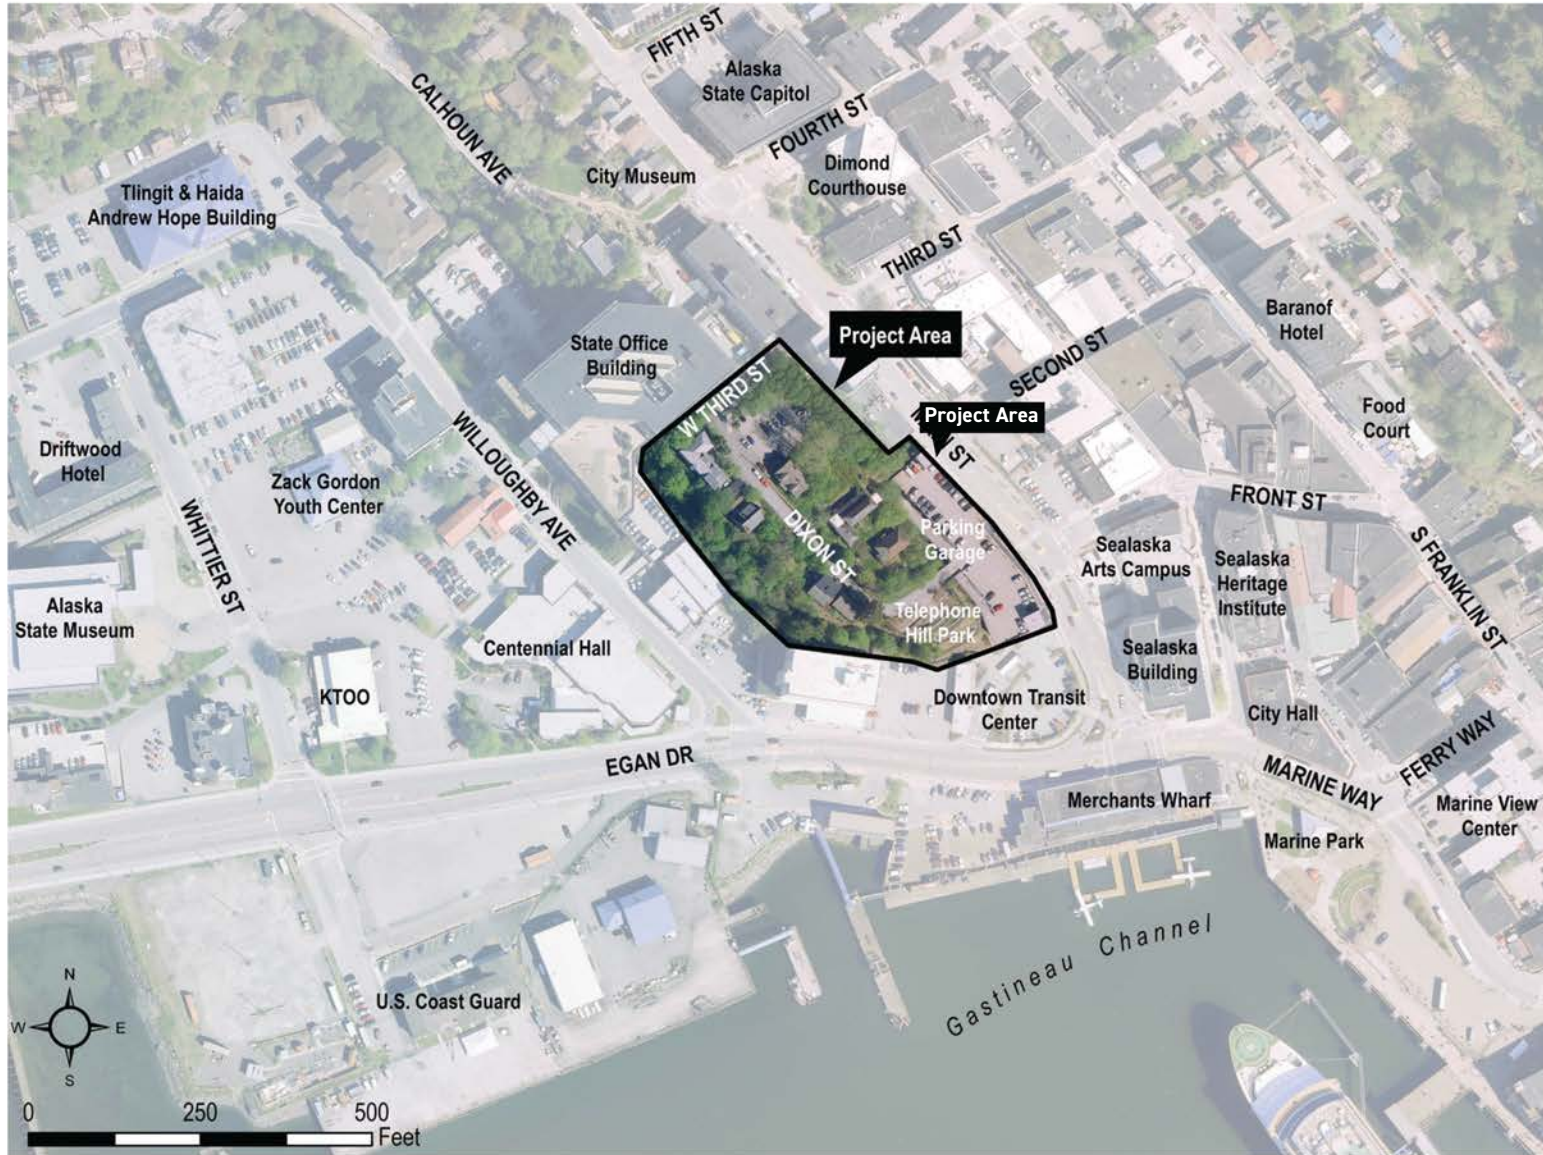 FIFTH ST
Alaska
State Capitol
CALHOUN AVE
FOURTH ST
City Museum
Dimond
Courthouse
Tlingit & Haida
Andrew Hope Building
THIRD ST
Baranof
Hotel
State Office
Building
Project Area
SECOND ST
W THIRD ST
Project Area
ST
Food
Court
Driftwood
Hotel
WILLOUGHBY AVE
Zack Gordon
Youth Center
FRONT ST
WHITTIER ST
DIXON ST
Parking
Garage
Sealaska
Arts Campus
Sealaska
Heritage
Institute
S FRANKLIN ST
Alaska
State Museum
Telephone
Hill Park
Centennial Hall
Sealaska
Building
KTOO
Downtown Transit
Center
City Hall
EGAN DR
FERRY WAY
MARINE WAY
Merchants Wharf
Marine View
Center
Marine Park
Gastineau Channel
U.S. Coast Guard
N
W E
S
0 250 500
Feet